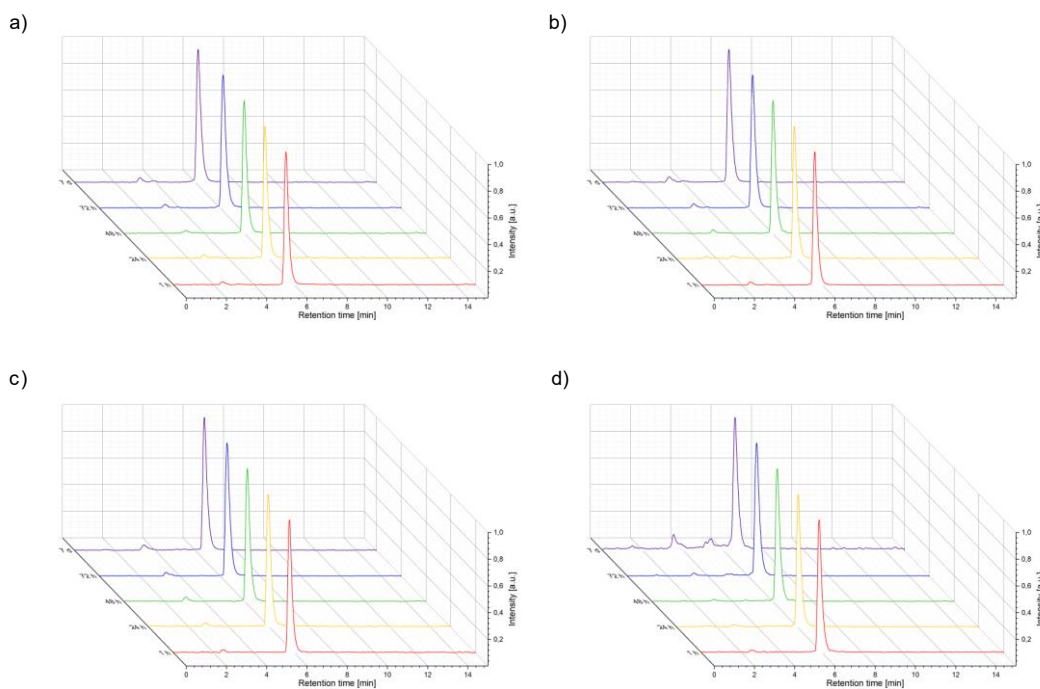 a)
b)
1,0
0,8
0,6
0,4
0,2
Intensity [a.u.]
0 2 4 6 8 10 12 14
Retention time [min]
1,0
0,8
0,6
0,4
0,2
Intensity [a.u.]
0 2 4 6 8 10 12 14
Retention time [min]
c)
d)
1,0
0,8
0,6
0,4
0,2
Intensity [a.u.]
0 2 4 6 8 10 12 14
Retention time [min]
1,0
0,8
0,6
0,4
0,2
Intensity [a.u.]
0 2 4 6 8 10 12 14
Retention time [min]